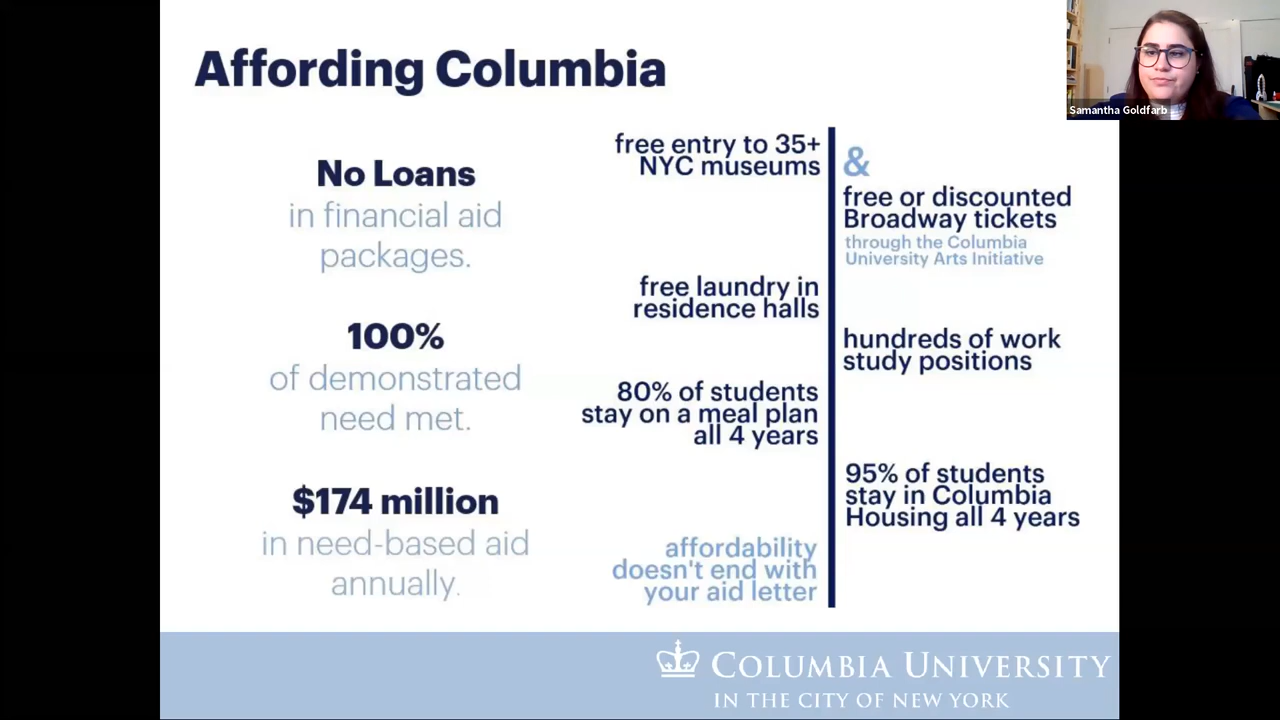 Affording Columbia
Samantha Goldfarb
No Loans
in financial aid
packages.
100%
of demonstrated
need met.
$174 million
in need-based aid
annually.
free entry to 35+
NYC museums
&
free or discounted
Broadway tickets
through the Columbia
University Arts Initiative
free laundry in
residence halls
hundreds of work
study positions
80% of students
stay on a meal plan
all 4 years
95% of students
stay in Columbia
Housing all 4 years
affordability
doesn't end with
your aid letter
COLUMBIA UNIVERSITY
IN THE CITY OF NEW YORK